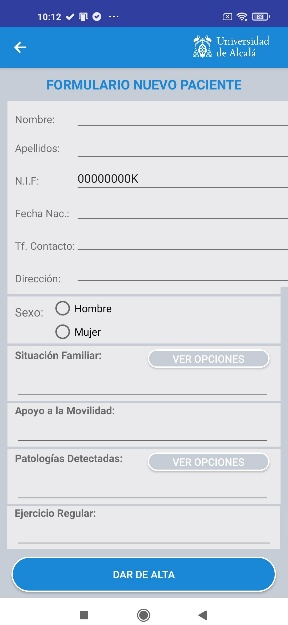 10:12
Universidad
de Alcalá
FORMULARIO NUEVO PACIENTE
Nombre:
Apellidos:
N.I.F:
00000000K
Fecha Nac.:
Tf. Contacto:
Dirección:
Sexo:
Hombre
Mujer
Situación Familiar:
VER OPCIONES
Apoyo a la Movilidad:
Patologías Detectadas:
VER OPCIONES
Ejercicio Regular:
DAR DE ALTA